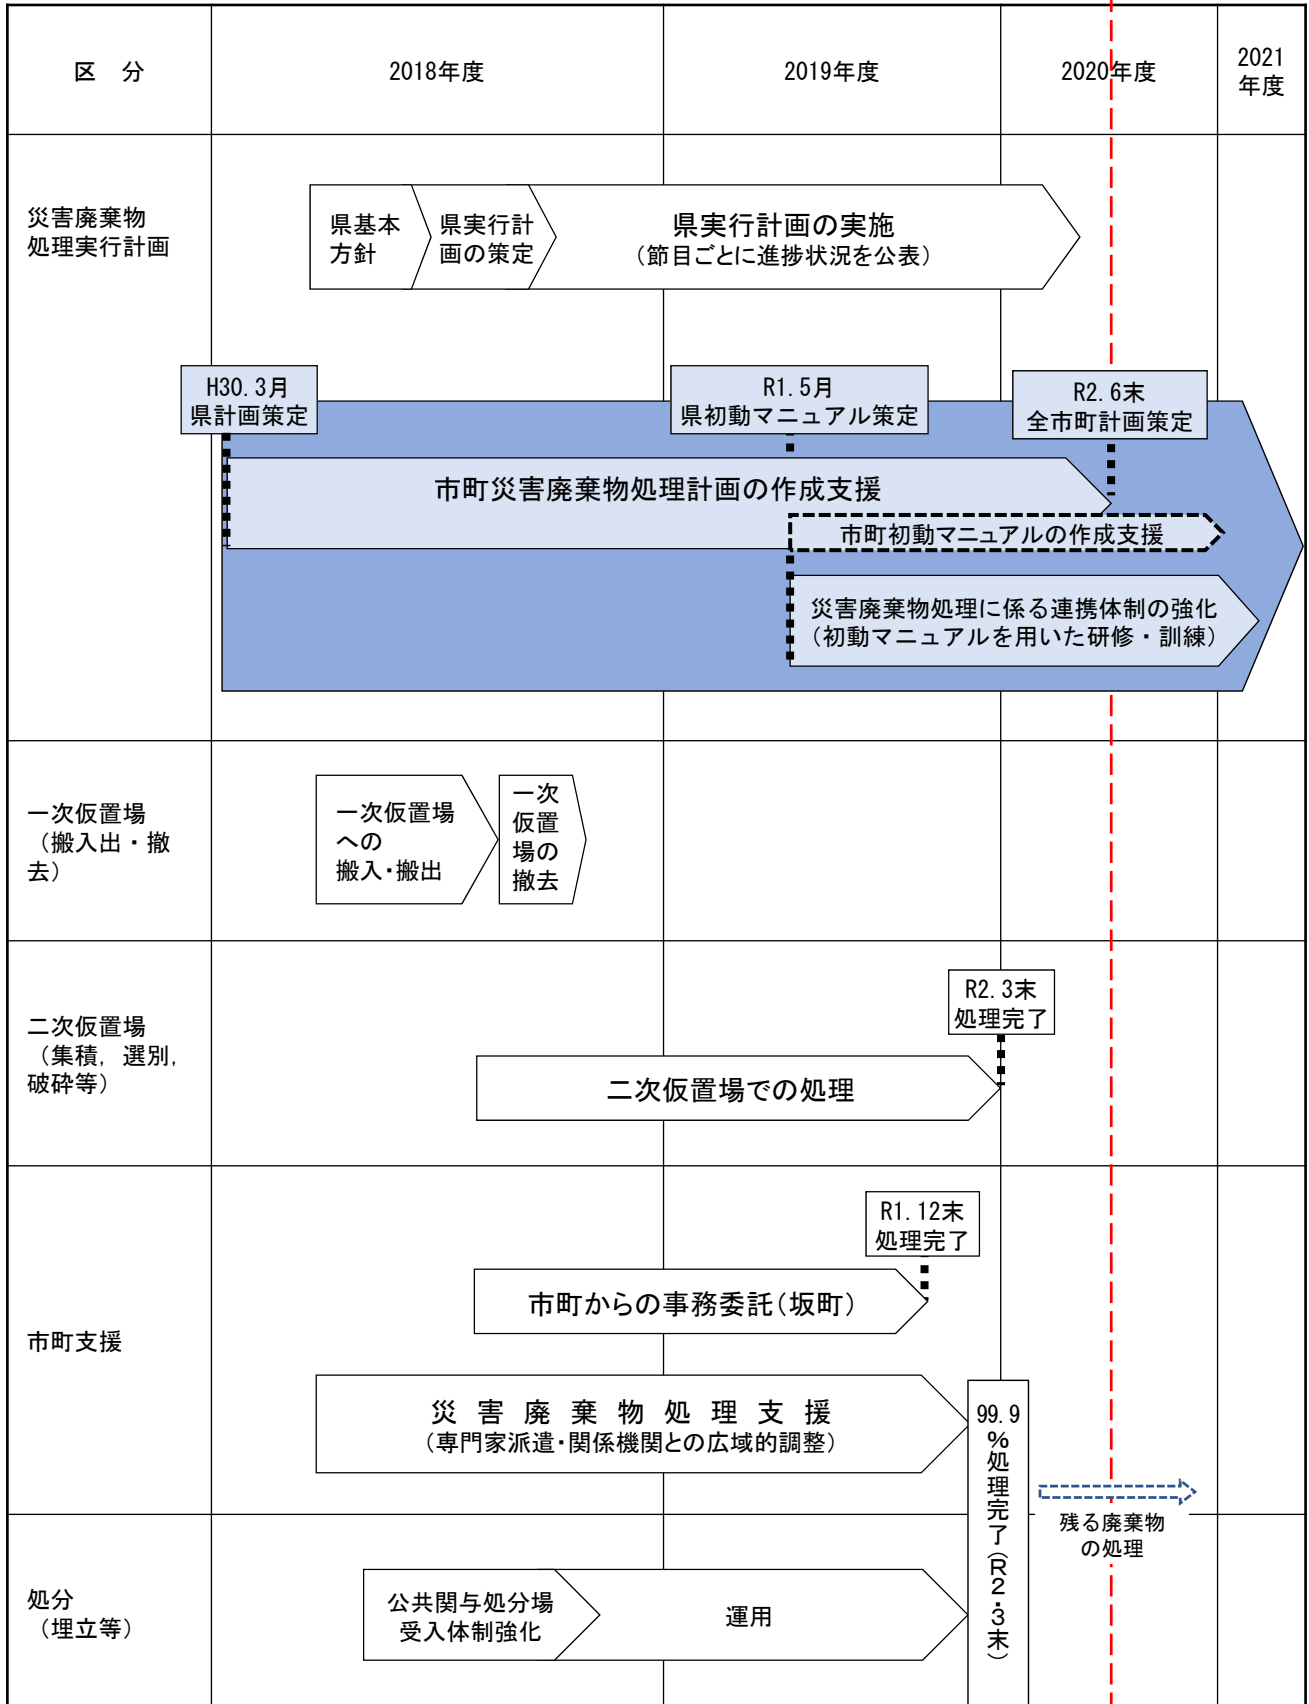 区　分
2018年度
2019年度
2020年度
2021
年度
災害廃棄物
処理実行計画
県基本
方針
県実行計
画の策定
県実行計画の実施
（節目ごとに進捗状況を公表）
H30.3月
県計画策定
R1.5月
県初動マニュアル策定
R2.6末
全市町計画策定
市町災害廃棄物処理計画の作成支援
市町初動マニュアルの作成支援
災害廃棄物処理に係る連携体制の強化
（初動マニュアルを用いた研修・訓練）
一次仮置場
（搬入出・撤
去）
一次仮置場
への
搬入・搬出
一次
仮置
場の
撤去
二次仮置場
（集積，選別，
破砕等）
R2.3末
処理完了
二次仮置場での処理
市町支援
R1.12末
処理完了
市町からの事務委託（坂町）
災害廃棄物処理支援
（専門家派遣・関係機関との広域的調整）
99.9%処理完了（R2.3末）
残る廃棄物
の処理
処分
（埋立等）
公共関与処分場
受入体制強化
運用